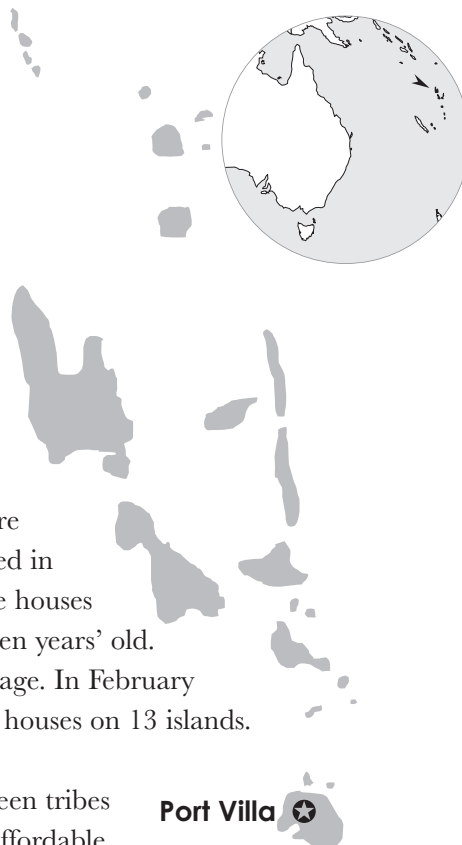 re
ed in
e houses
en years’ old.
age. In February
houses on 13 islands.
een tribes
Port Villa
ffordable